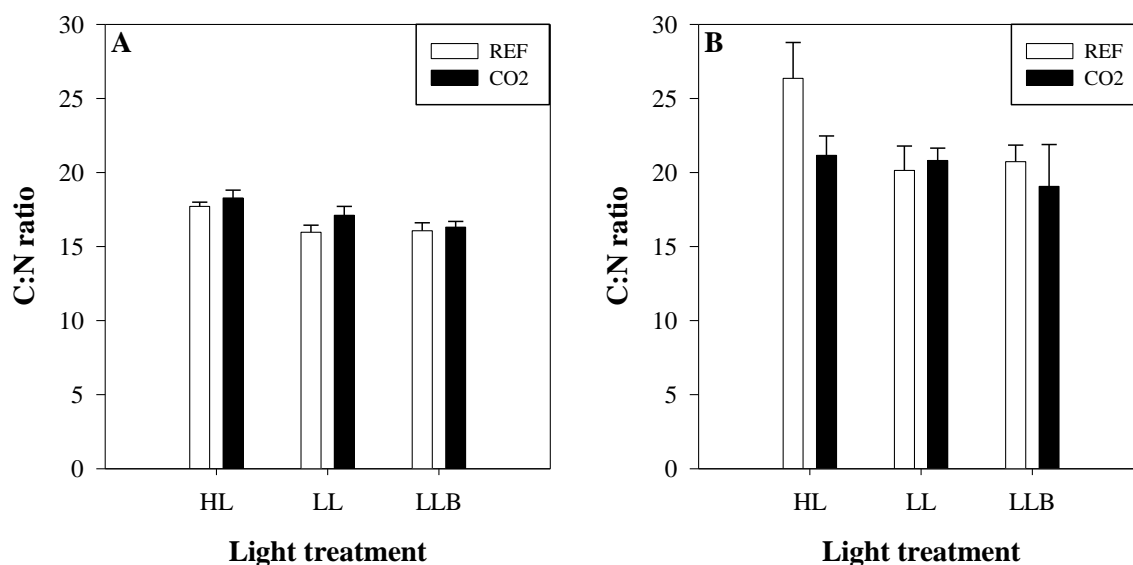 A
REF
CO2
30
25
20
15
10
5
0
C:N ratio
HL LL LLB
Light treatment
B
REF
CO2
30
25
20
15
10
5
0
C:N ratio
HL LL LLB
Light treatment